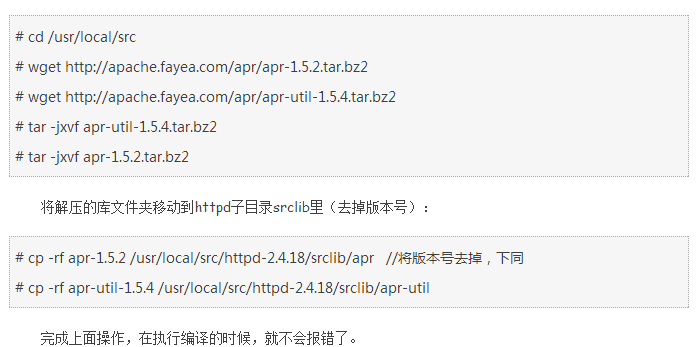 # cd /usr/local/src
# wget http://apache.fayea.com/apr/apr-1.5.2.tar.bz2
# wget http://apache.fayea.com/apr/apr-util-1.5.4.tar.bz2
# tar -jxvf apr-util-1.5.4.tar.bz2
# tar -jxvf apr-1.5.2.tar.bz2
将解压的库文件夹移动到httpd子目录srclib里（去掉版本号）：
# cp -rf apr-1.5.2 /usr/local/src/httpd-2.4.18/srclib/apr   //将版本号去掉，下同
# cp -rf apr-util-1.5.4 /usr/local/src/httpd-2.4.18/srclib/apr-util
完成上面操作，在执行编译的时候，就不会报错了。